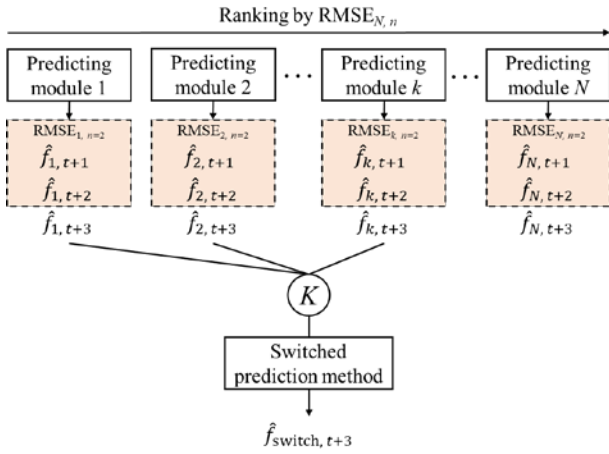 Ranking by RMSE_{N, n}
Predicting module 1
Predicting module 2
...
Predicting module k
...
Predicting module N
RMSE_{1, n=2}
f̂_{1, t+1}
f̂_{1, t+2}
f̂_{1, t+3}
RMSE_{2, n=2}
f̂_{2, t+1}
f̂_{2, t+2}
f̂_{2, t+3}
RMSE_{k, n=2}
f̂_{k, t+1}
f̂_{k, t+2}
f̂_{k, t+3}
RMSE_{N, n=2}
f̂_{N, t+1}
f̂_{N, t+2}
f̂_{N, t+3}
K
Switched
prediction method
f̂_{switch, t+3}